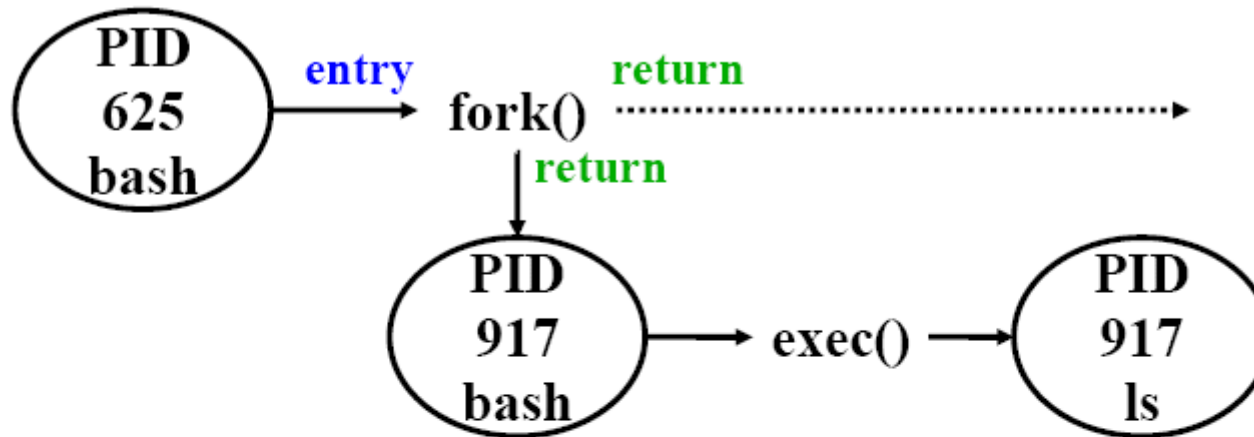 PID
625
bash
entry
fork()
return
return
PID
917
bash
exec()
PID
917
ls